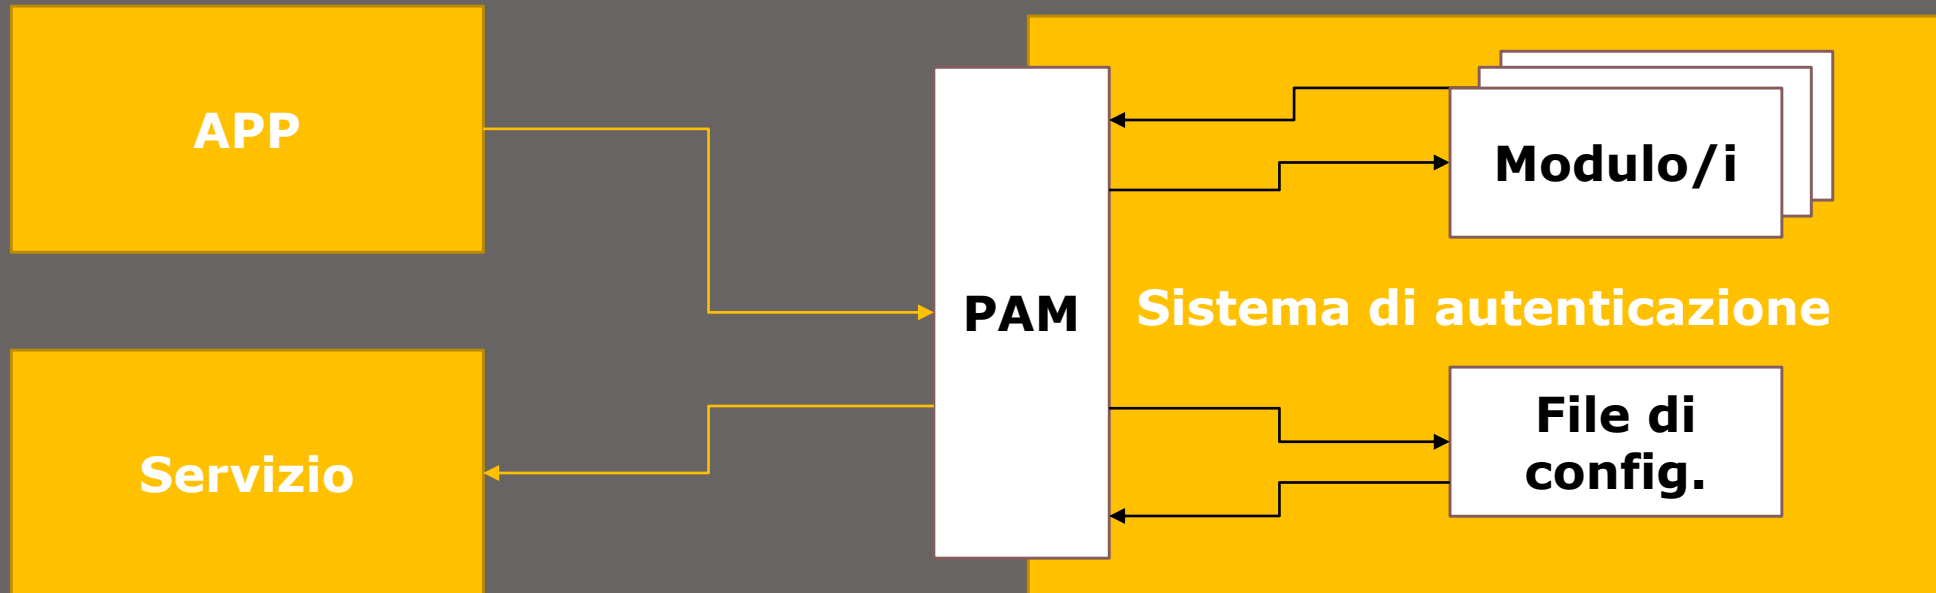 APP
Modulo/i
PAM
Sistema di autenticazione
Servizio
File di
config.